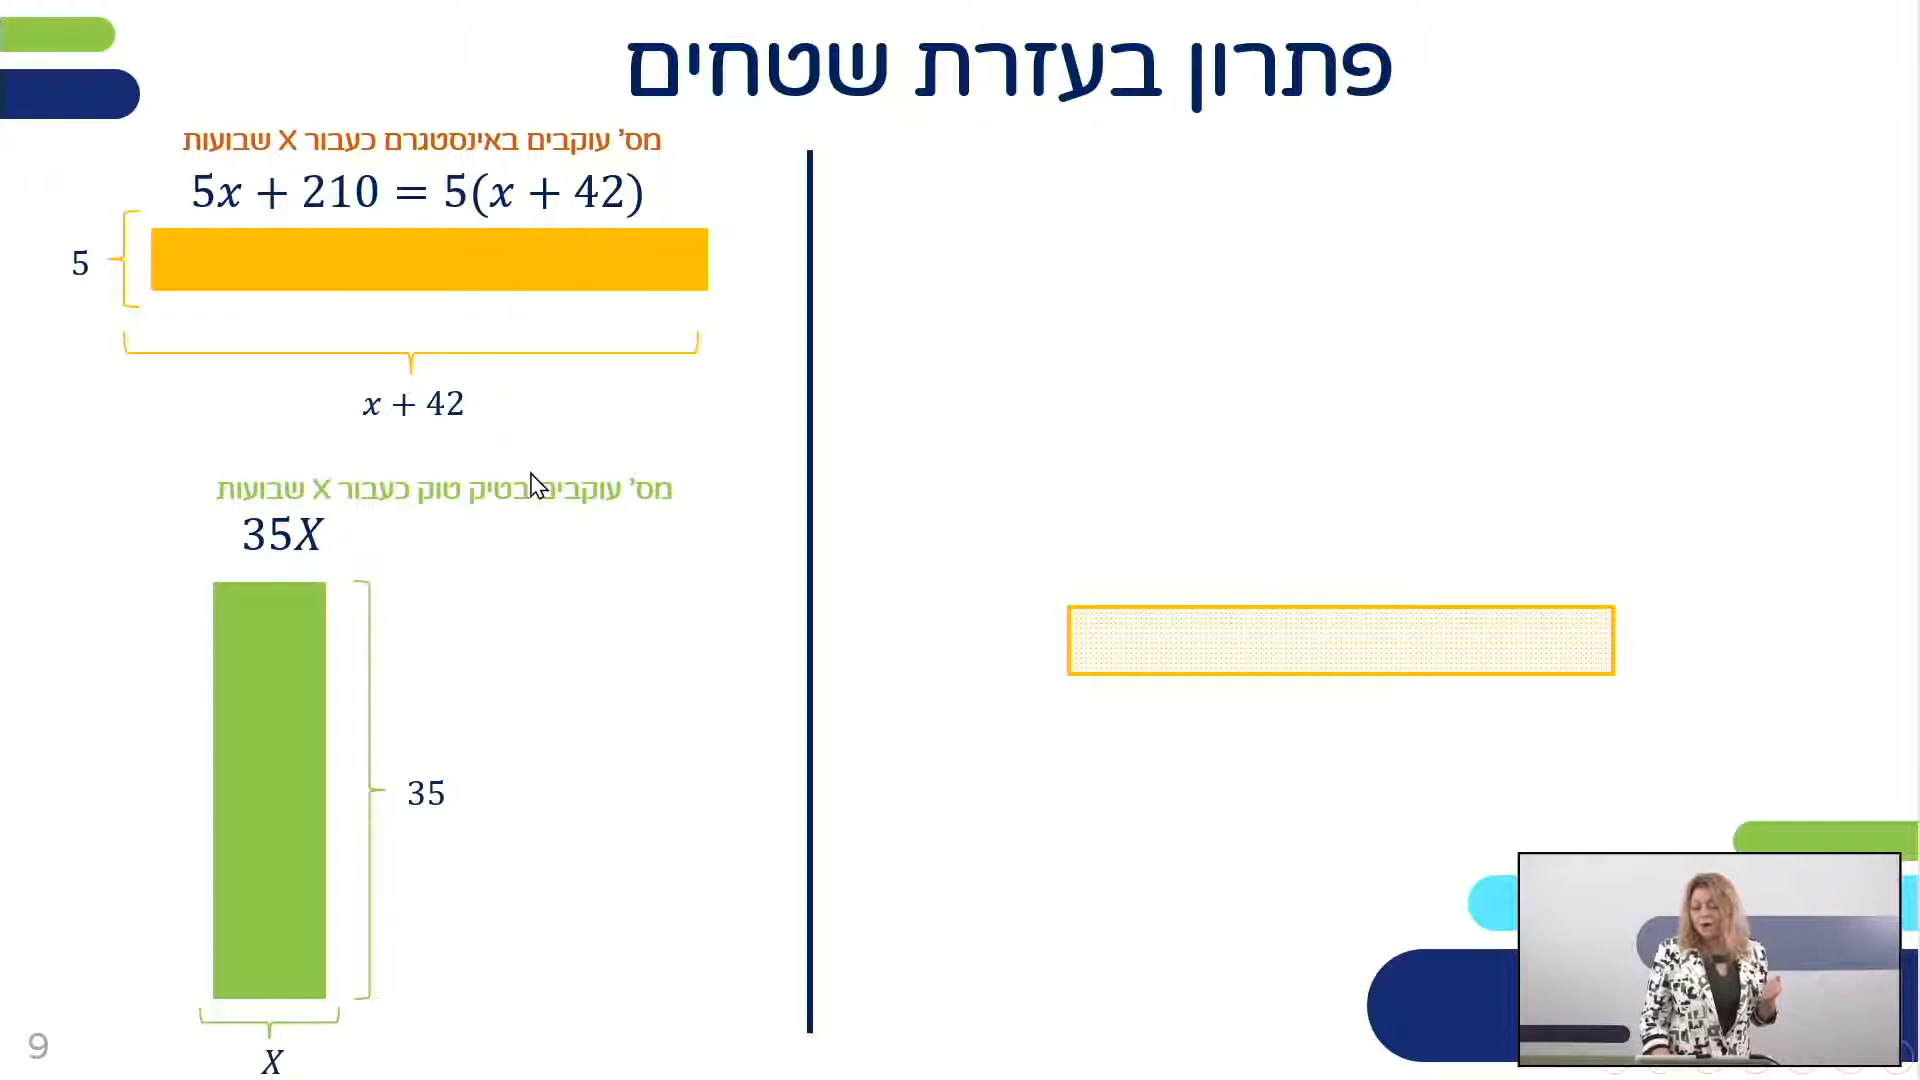 פתרון בעזרת שטחים
מס' עוקבים באינסטגרם כעבור X שבועות
5x + 210 = 5(x + 42)
5
x + 42
מס' עוקבים בטיק טוק כעבור X שבועות
35X
35
X
9